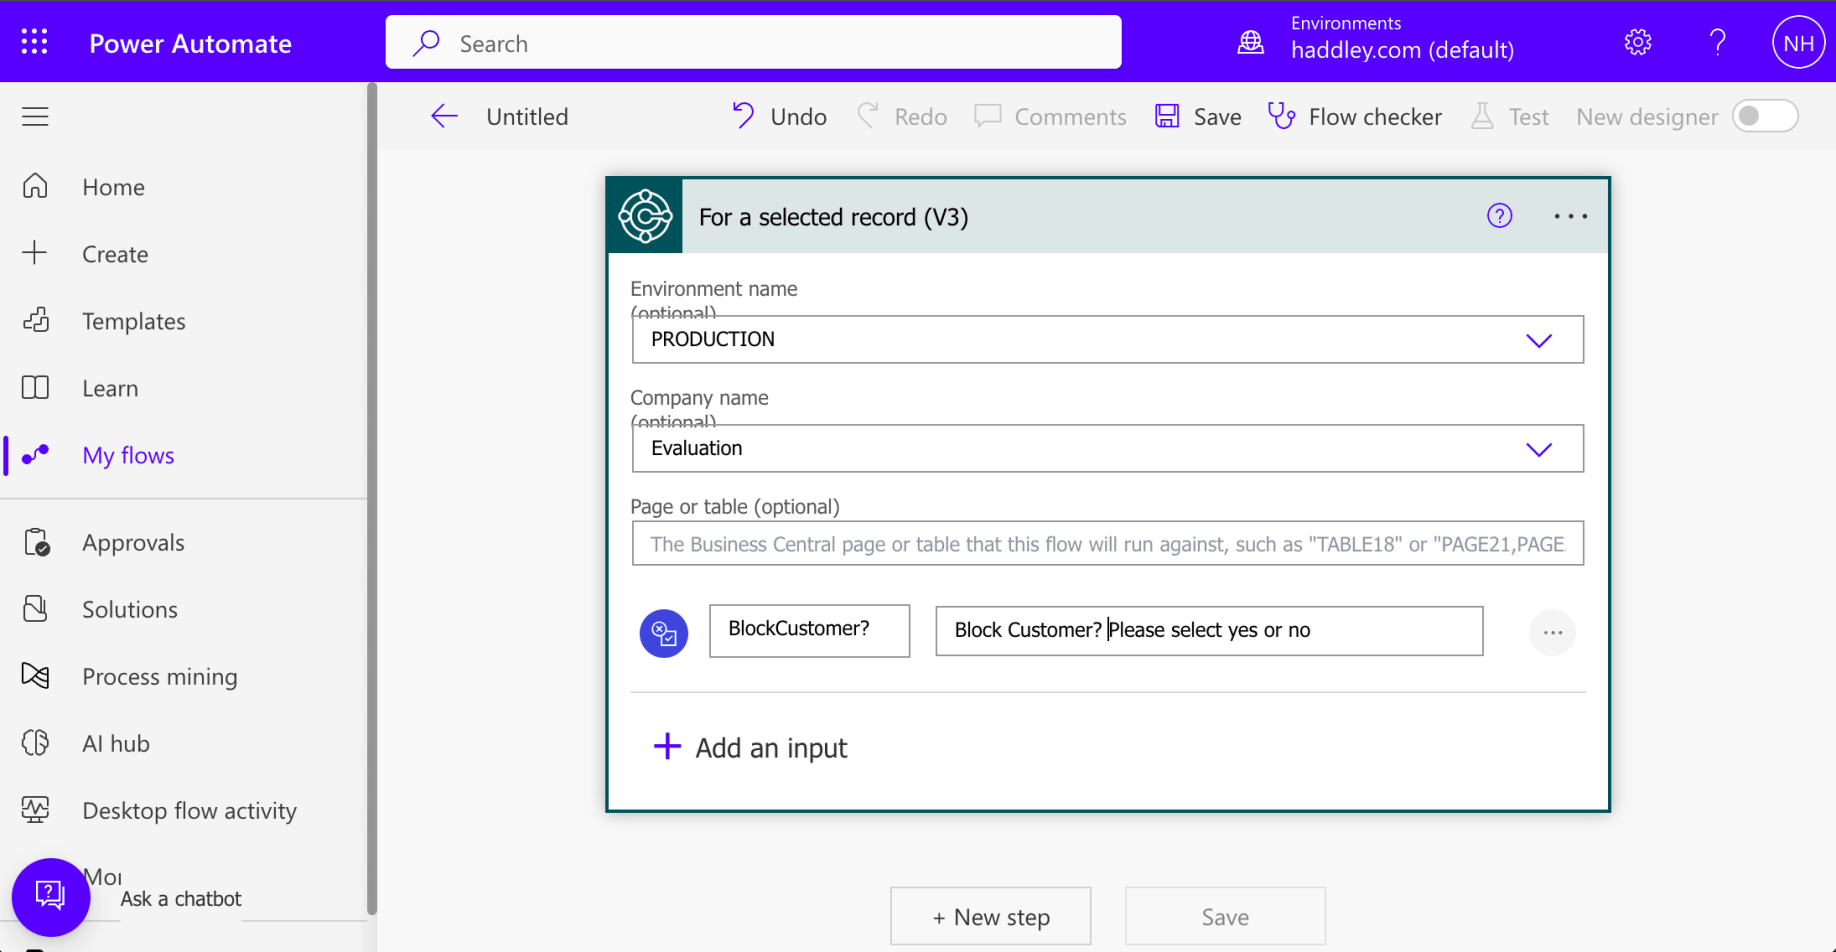 Power Automate
Search
Environments
haddley.com (default)
?
NH
Untitled
Undo
Redo
Comments
Save
Flow checker
Test
New designer
Home
Create
Templates
Learn
My flows
Approvals
Solutions
Process mining
AI hub
Desktop flow activity
Ask a chatbot
For a selected record (V3)
?
Environment name
(optional)
PRODUCTION
Company name
(optional)
Evaluation
Page or table (optional)
The Business Central page or table that this flow will run against, such as "TABLE18" or "PAGE21,PAGE
BlockCustomer?
Block Customer? Please select yes or no
Add an input
+ New step
Save